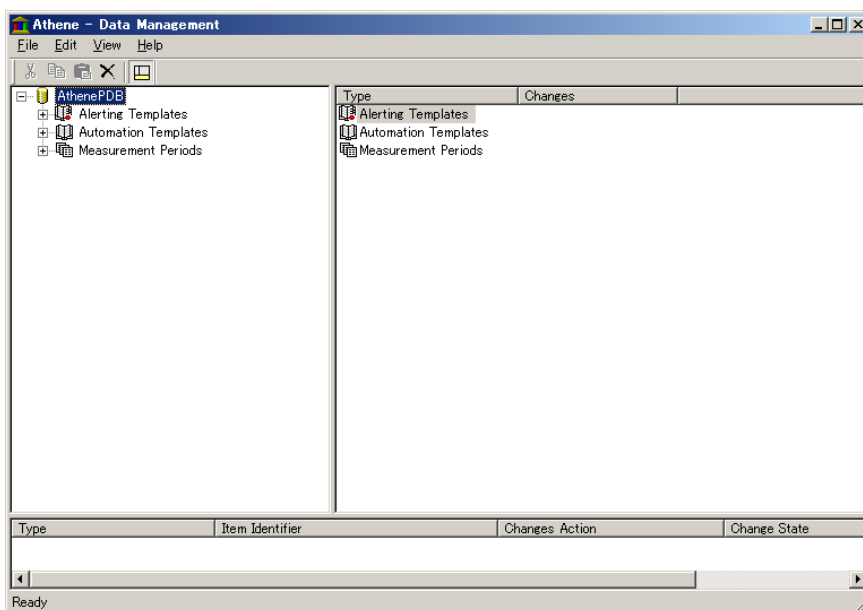 Athene - Data Management
File Edit View Help
AthenePDB
Alerting Templates
Automation Templates
Measurement Periods
Type Changes
Alerting Templates
Automation Templates
Measurement Periods
Type Item Identifier Changes Action Change State
Ready